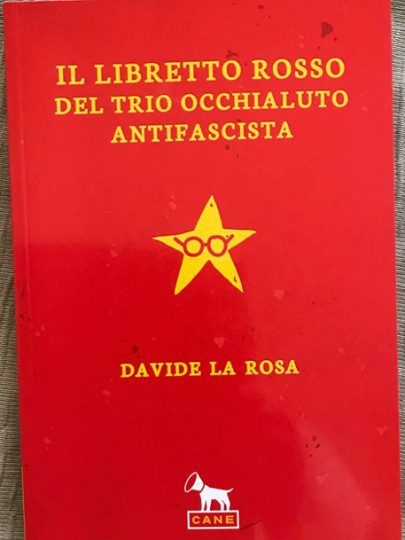 IL LIBRETTO ROSSO
DEL TRIO OCCHIALUTO
ANTIFASCISTA
DAVIDE LA ROSA
CANE